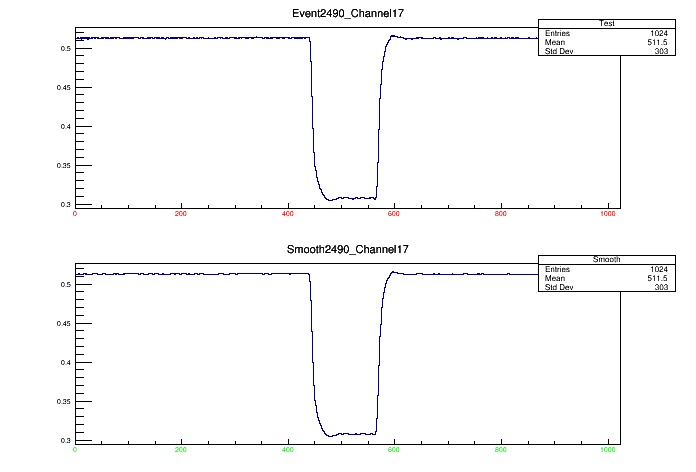 Event2490_Channel17
Test
Entries 1024
Mean 511.5
Std Dev 303
0.5
0.45
0.4
0.35
0.3
0 200 400 600 800 1000
Smooth2490_Channel17
Smooth
Entries 1024
Mean 511.5
Std Dev 303
0.5
0.45
0.4
0.35
0.3
0 200 400 600 800 1000